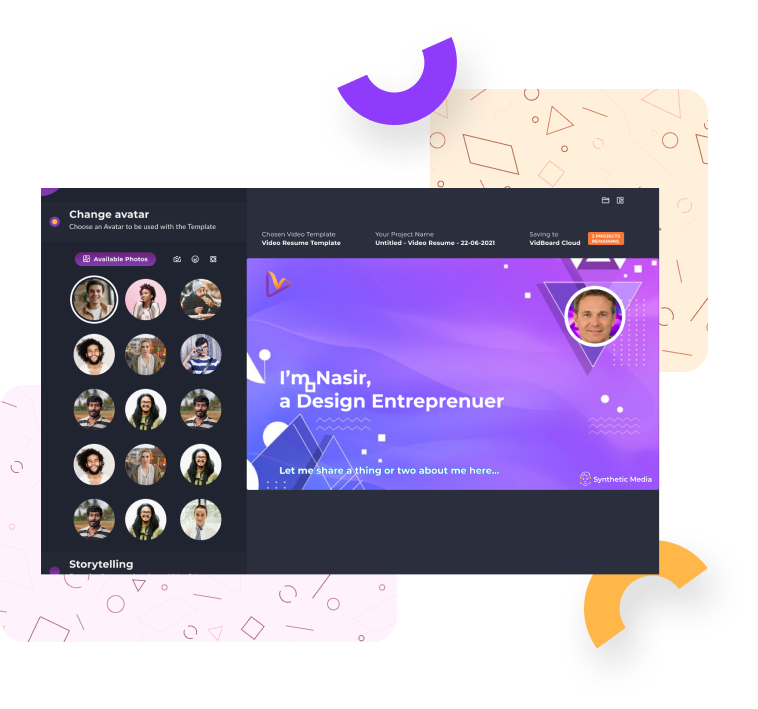 Change avatar
Choose an Avatar to be used with the Template
Available Photos
Storytelling
Chosen Video Template
Video Resume Template
Your Project Name
Untitled - Video Resume - 22-06-2021
Saving to
VidBoard Cloud
2 PROJECTS
REMAINING
I'm Nasir,
a Design Entreprenuer
Let me share a thing or two about me here...
Synthetic Media